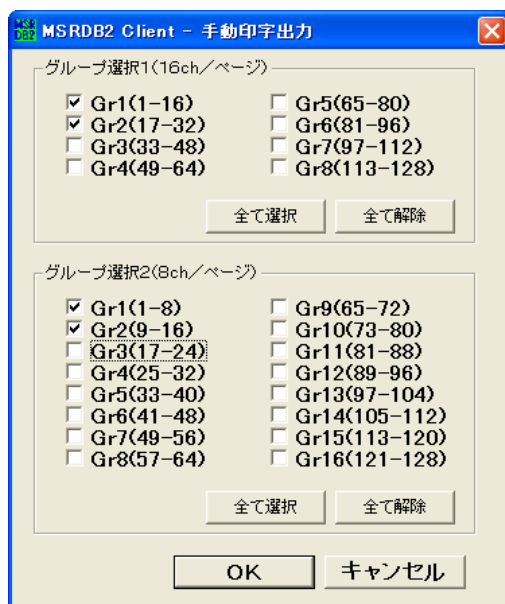 MSR DB2 MSRDB2 Client - 手動印字出力
グループ選択1(16ch/ページ)
Gr1(1-16)
Gr2(17-32)
Gr3(33-48)
Gr4(49-64)
Gr5(65-80)
Gr6(81-96)
Gr7(97-112)
Gr8(113-128)
全て選択 全て解除
グループ選択2(8ch/ページ)
Gr1(1-8)
Gr2(9-16)
Gr3(17-24)
Gr4(25-32)
Gr5(33-40)
Gr6(41-48)
Gr7(49-56)
Gr8(57-64)
Gr9(65-72)
Gr10(73-80)
Gr11(81-88)
Gr12(89-96)
Gr13(97-104)
Gr14(105-112)
Gr15(113-120)
Gr16(121-128)
全て選択 全て解除
OK キャンセル